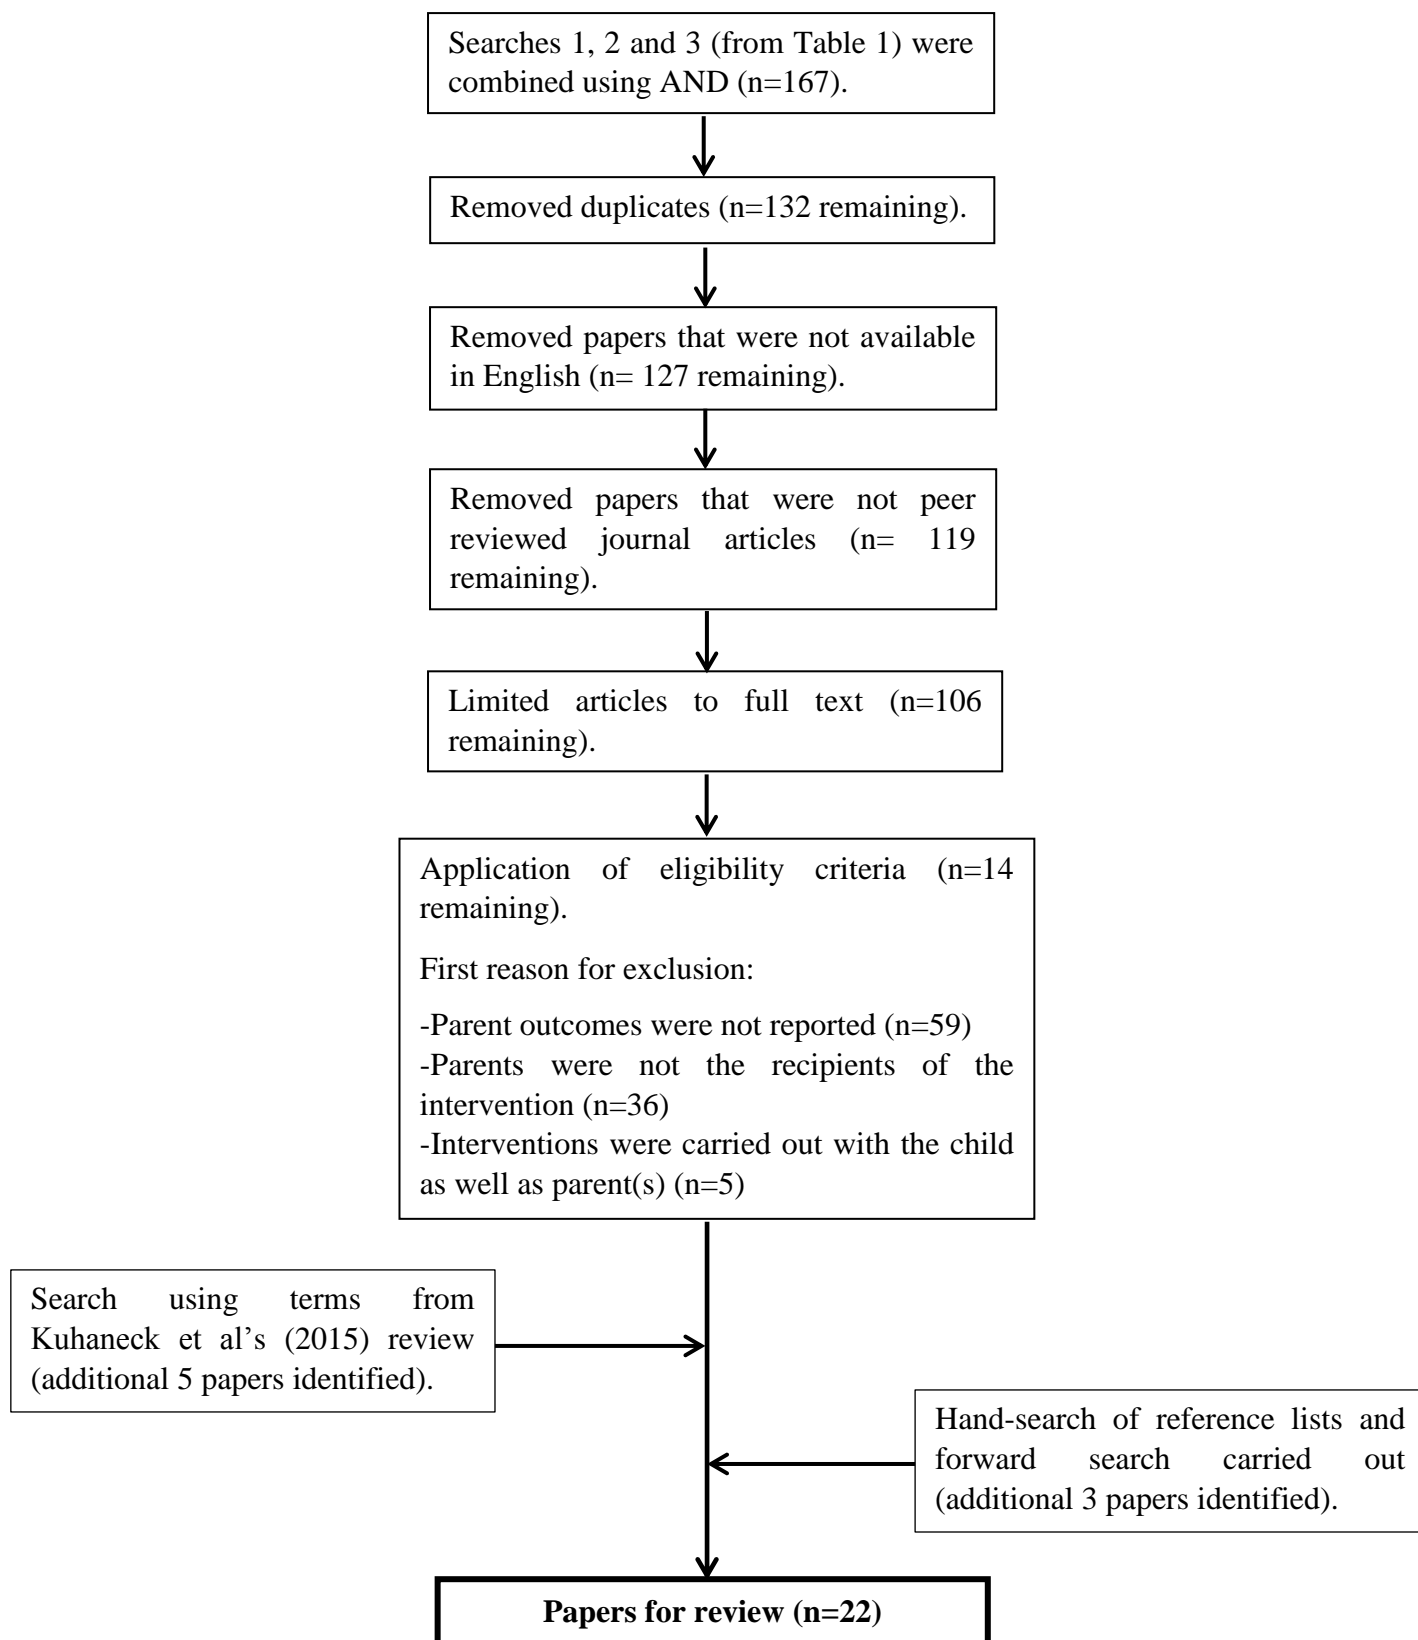 Searches 1, 2 and 3 (from Table 1) were
combined using AND (n=167).
Removed duplicates (n=132 remaining).
Removed papers that were not available
in English (n= 127 remaining).
Removed papers that were not peer
reviewed journal articles (n= 119
remaining).
Limited articles to full text (n=106
remaining).
Application of eligibility criteria (n=14
remaining).
First reason for exclusion:
-Parent outcomes were not reported (n=59)
-Parents were not the recipients of the
intervention (n=36)
-Interventions were carried out with the child
as well as parent(s) (n=5)
Search using terms from
Kuhaneck et al’s (2015) review
(additional 5 papers identified).
Hand-search of reference lists and
forward search carried out
(additional 3 papers identified).
Papers for review (n=22)